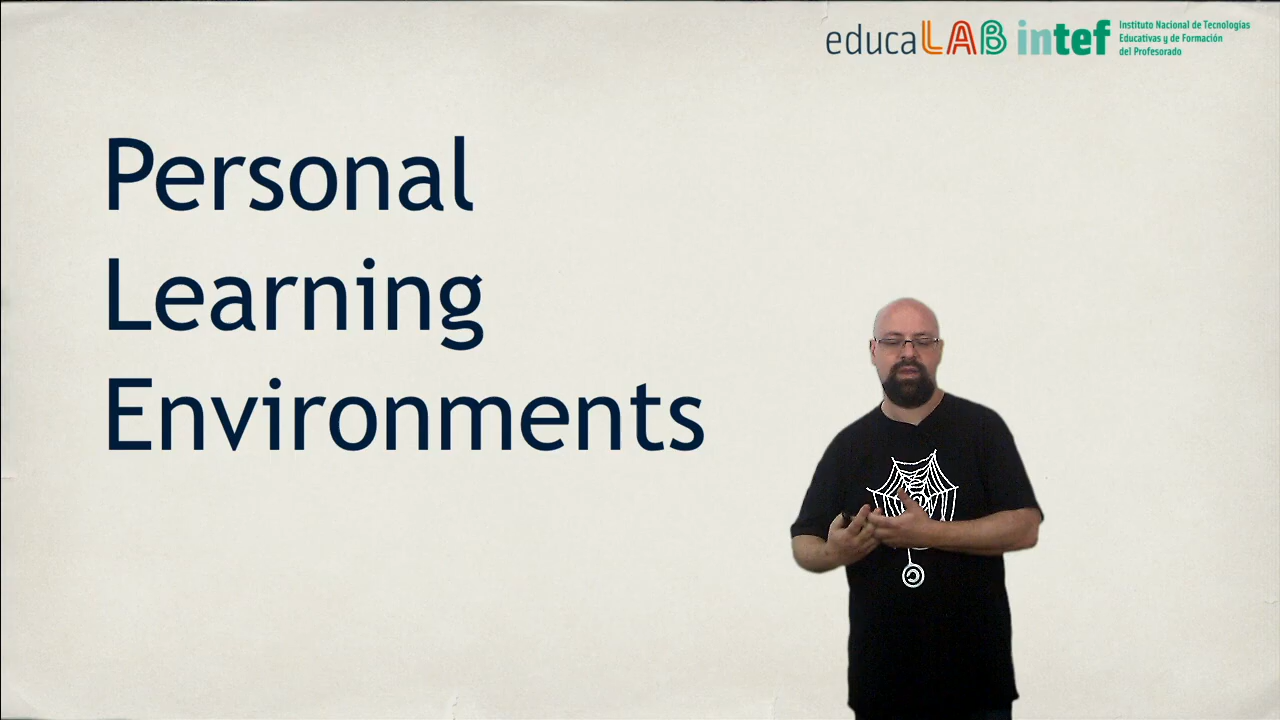 educaLAB intef
Instituto Nacional de Tecnologías
Educativas y de Formación
del Profesorado
Personal
Learning
Environments